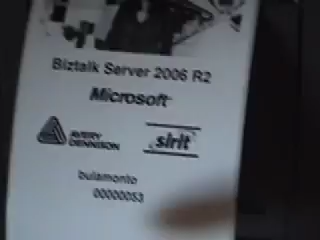 Biztalk Server 2006 R2
Microsoft
AVERY
DENNISON
sirit
bulamonto
00000053